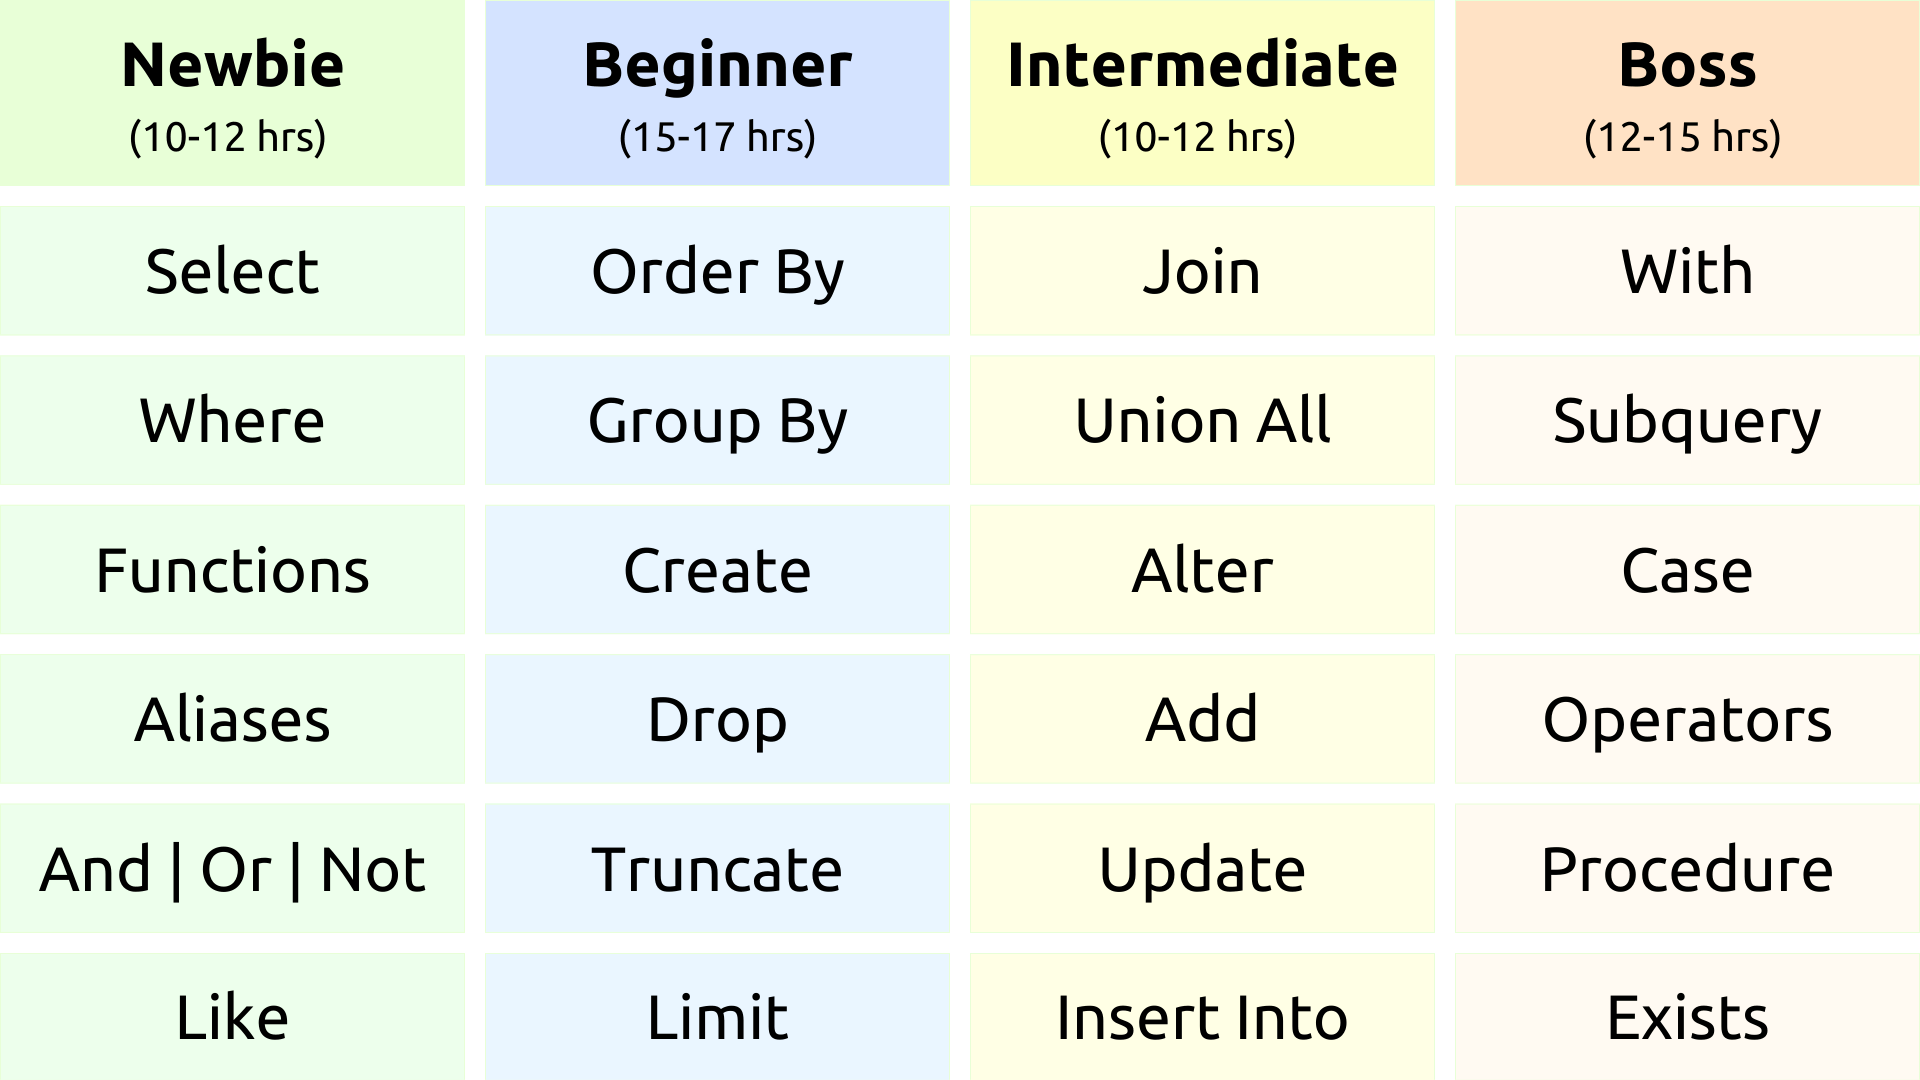 Newbie
(10-12 hrs)
Beginner
(15-17 hrs)
Intermediate
(10-12 hrs)
Boss
(12-15 hrs)
Select
Order By
Join
With
Where
Group By
Union All
Subquery
Functions
Create
Alter
Case
Aliases
Drop
Add
Operators
And | Or | Not
Truncate
Update
Procedure
Like
Limit
Insert Into
Exists